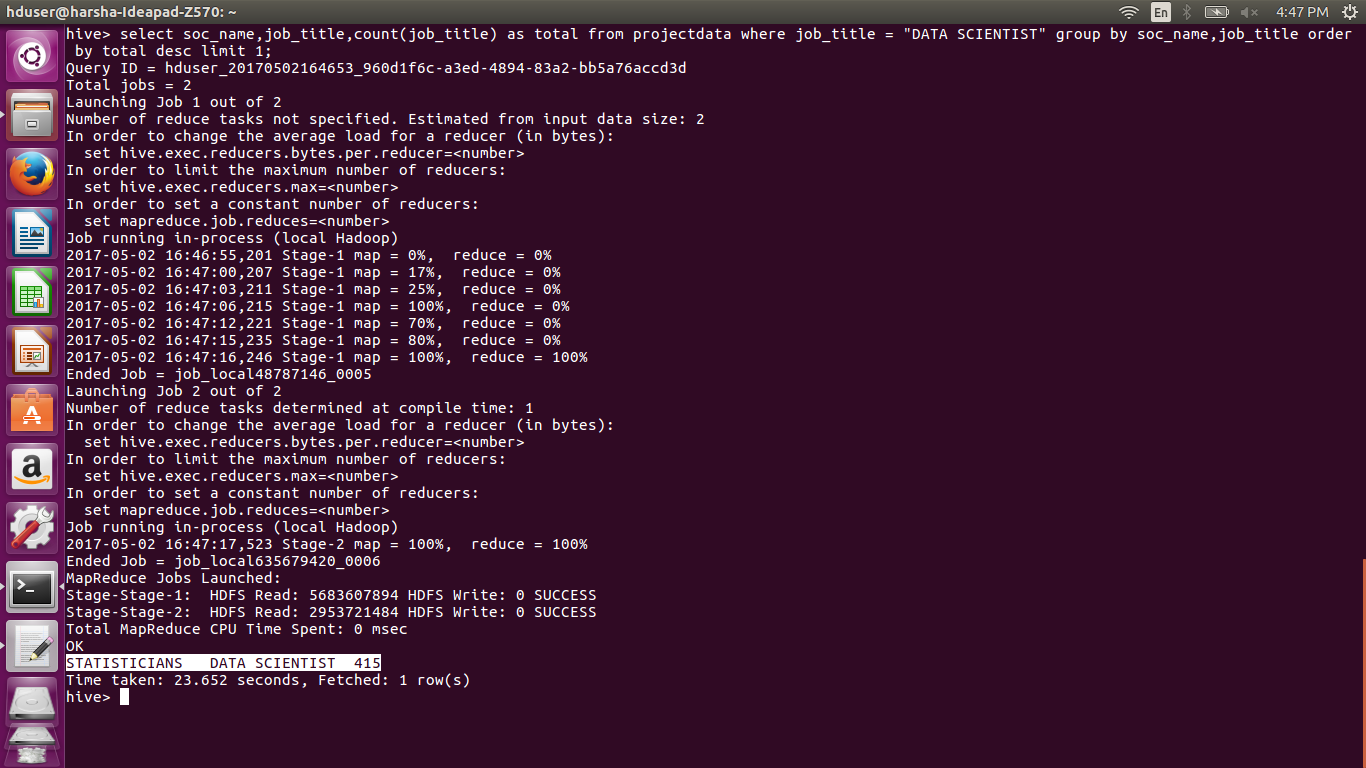 hduser@harsha-Ideapad-Z570: ~
En
4:47 PM
hive> select soc_name,job_title,count(job_title) as total from projectdata where job_title = "DATA SCIENTIST" group by soc_name,job_title order
 by total desc limit 1;
Query ID = hduser_20170502164653_960d1f6c-a3ed-4894-83a2-bb5a76accd3d
Total jobs = 2
Launching Job 1 out of 2
Number of reduce tasks not specified. Estimated from input data size: 2
In order to change the average load for a reducer (in bytes):
  set hive.exec.reducers.bytes.per.reducer=<number>
In order to limit the maximum number of reducers:
  set hive.exec.reducers.max=<number>
In order to set a constant number of reducers:
  set mapreduce.job.reduces=<number>
Job running in-process (local Hadoop)
2017-05-02 16:46:55,201 Stage-1 map = 0%,  reduce = 0%
2017-05-02 16:47:00,207 Stage-1 map = 17%,  reduce = 0%
2017-05-02 16:47:03,211 Stage-1 map = 25%,  reduce = 0%
2017-05-02 16:47:06,215 Stage-1 map = 100%,  reduce = 0%
2017-05-02 16:47:12,221 Stage-1 map = 70%,  reduce = 0%
2017-05-02 16:47:15,235 Stage-1 map = 80%,  reduce = 0%
2017-05-02 16:47:16,246 Stage-1 map = 100%,  reduce = 100%
Ended Job = job_local48787146_0005
Launching Job 2 out of 2
Number of reduce tasks determined at compile time: 1
In order to change the average load for a reducer (in bytes):
  set hive.exec.reducers.bytes.per.reducer=<number>
In order to limit the maximum number of reducers:
  set hive.exec.reducers.max=<number>
In order to set a constant number of reducers:
  set mapreduce.job.reduces=<number>
Job running in-process (local Hadoop)
2017-05-02 16:47:17,523 Stage-2 map = 100%,  reduce = 100%
Ended Job = job_local635679420_0006
MapReduce Jobs Launched:
Stage-Stage-1:  HDFS Read: 5683607894 HDFS Write: 0 SUCCESS
Stage-Stage-2:  HDFS Read: 2953721484 HDFS Write: 0 SUCCESS
Total MapReduce CPU Time Spent: 0 msec
OK
STATISTICIANS   DATA SCIENTIST  415
Time taken: 23.652 seconds, Fetched: 1 row(s)
hive>